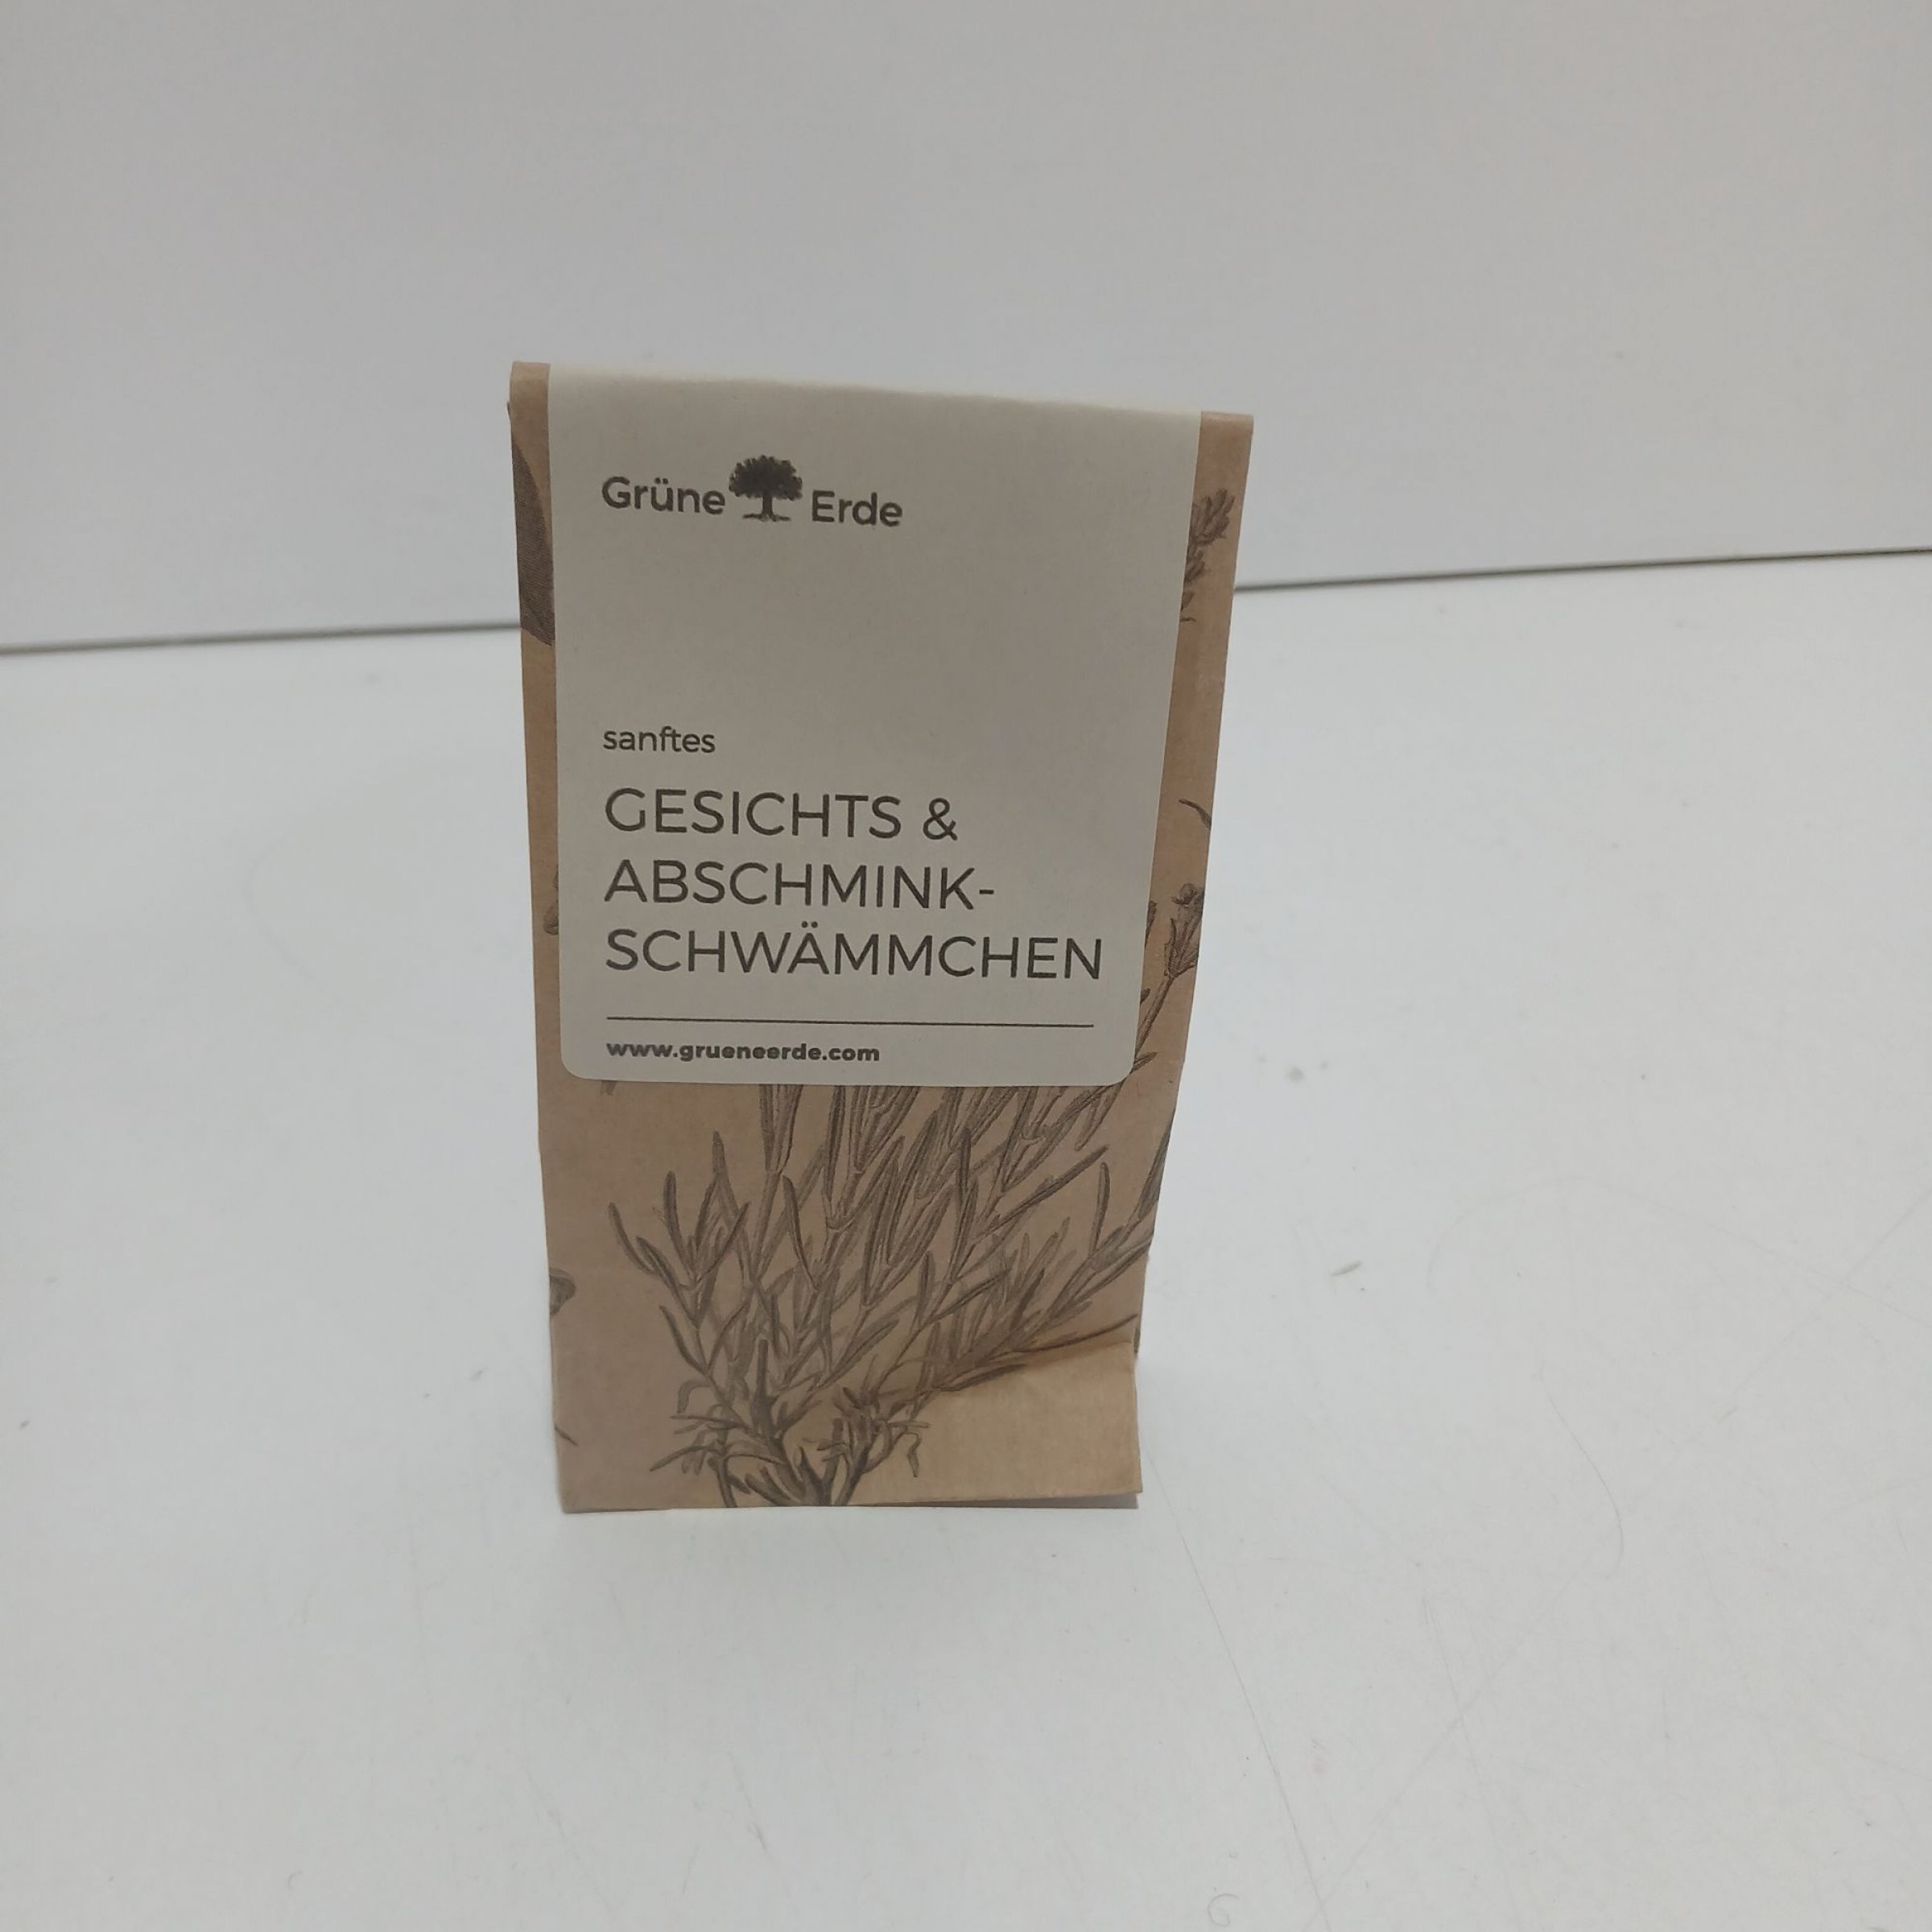 Grüne Erde
sanftes
GESICHTS &
ABSCHMINK-
SCHWÄMMCHEN
www.grueneerde.com